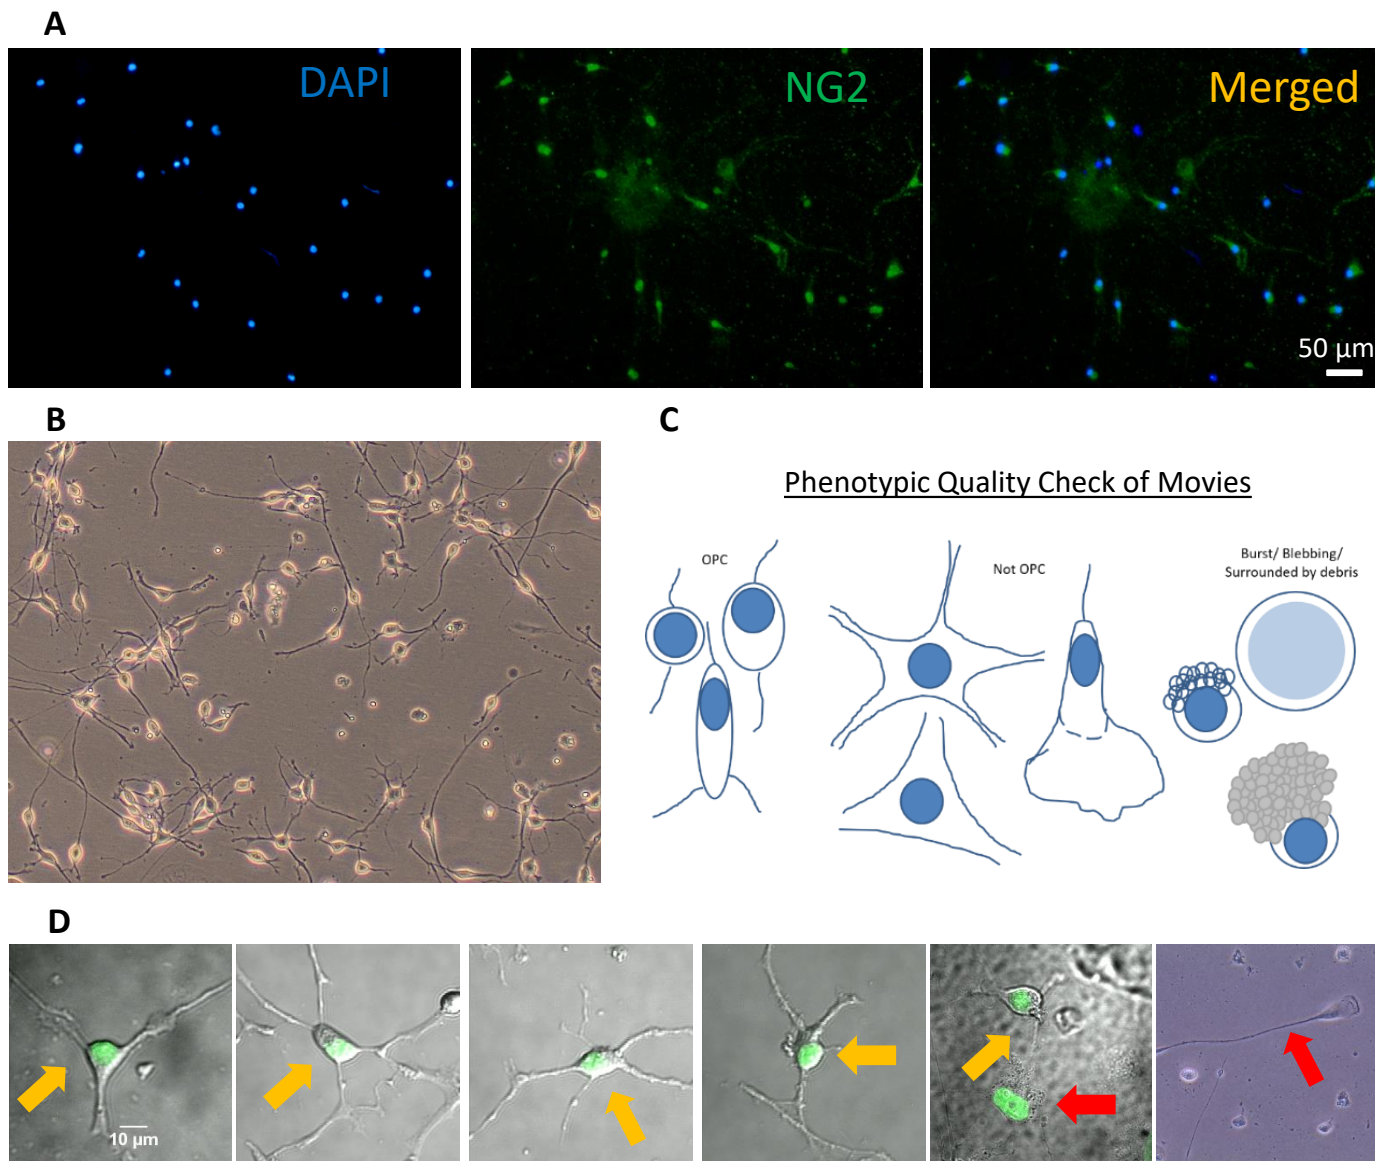 A
DAPI
NG2
Merged
50 µm
B
C
Phenotypic Quality Check of Movies
OPC
Not OPC
Burst/ Blebbing/
Surrounded by debris
D
10 µm